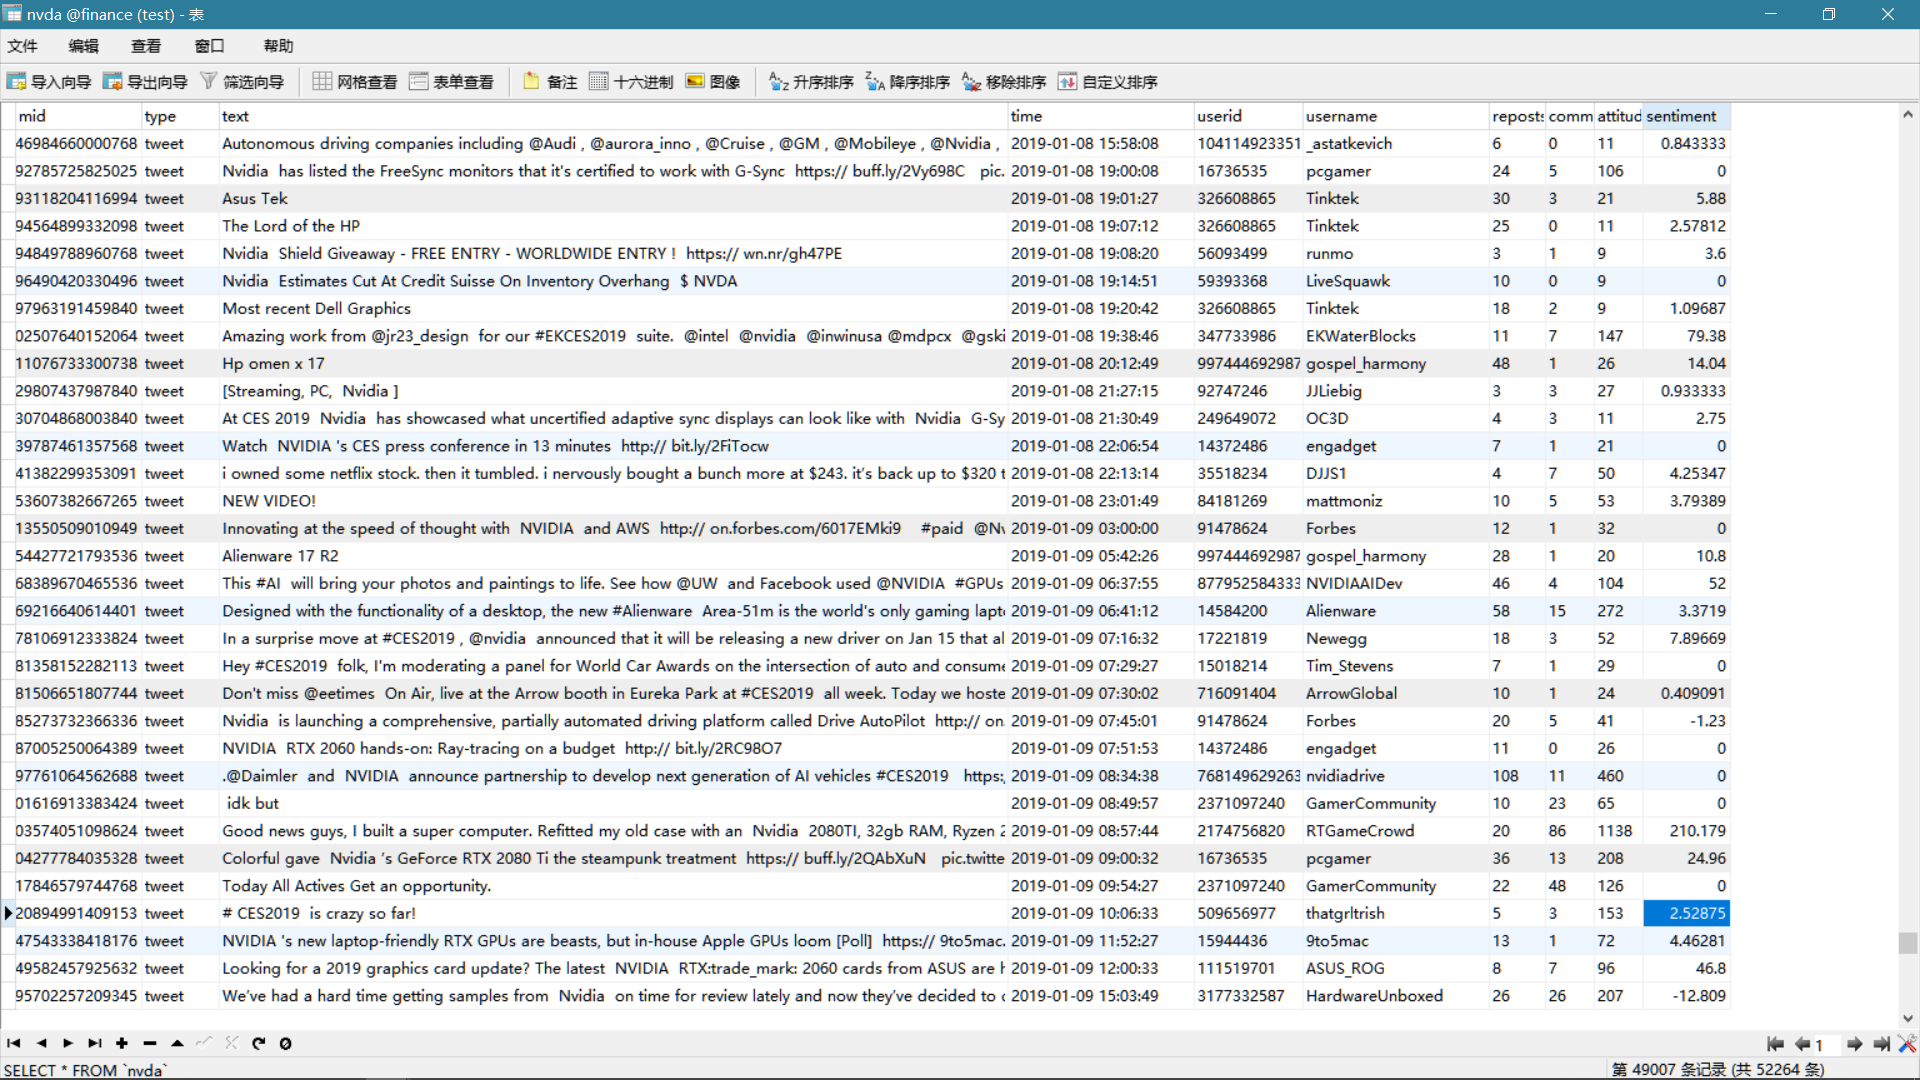 nvda @finance (test) - 表
文件 编辑 查看 窗口 帮助
导入向导 导出向导 筛选向导 网格查看 表单查看 备注 十六进制 图像 升序排序 降序排序 移除排序 自定义排序
mid type text time userid username reposts comm attitud sentiment
46984660000768 tweet Autonomous driving companies including @Audi , @aurora_inno , @Cruise , @GM , @Mobileye , @Nvidia , 2019-01-08 15:58:08 104114923351 _astatkevich 6 0 11 0.843333
92785725825025 tweet Nvidia has listed the FreeSync monitors that it's certified to work with G-Sync https:// buff.ly/2Vy698C pic. 2019-01-08 19:00:08 16736535 pcgamer 24 5 106 0
93118204116994 tweet Asus Tek 2019-01-08 19:01:27 326608865 Tinktek 30 3 21 5.88
94564899332098 tweet The Lord of the HP 2019-01-08 19:07:12 326608865 Tinktek 25 0 11 2.57812
94849788960768 tweet Nvidia Shield Giveaway - FREE ENTRY - WORLDWIDE ENTRY ! https:// wn.nr/gh47PE 2019-01-08 19:08:20 56093499 runmo 3 1 9 3.6
96490420330496 tweet Nvidia Estimates Cut At Credit Suisse On Inventory Overhang $ NVDA 2019-01-08 19:14:51 59393368 LiveSquawk 10 0 9 0
97963191459840 tweet Most recent Dell Graphics 2019-01-08 19:20:42 326608865 Tinktek 18 2 9 1.09687
02507640152064 tweet Amazing work from @jr23_design for our #EKCES2019 suite. @intel @nvidia @inwinusa @mdpcx @gski 2019-01-08 19:38:46 347733986 EKWaterBlocks 11 7 147 79.38
11076733300738 tweet Hp omen x 17 2019-01-08 20:12:49 997444692987 gospel_harmony 48 1 26 14.04
29807437987840 tweet [Streaming, PC, Nvidia ] 2019-01-08 21:27:15 92747246 JJLiebig 3 3 27 0.933333
30704868003840 tweet At CES 2019 Nvidia has showcased what uncertified adaptive sync displays can look like with Nvidia G-Sy 2019-01-08 21:30:49 249649072 OC3D 4 3 11 2.75
39787461357568 tweet Watch NVIDIA 's CES press conference in 13 minutes http:// bit.ly/2FiTocw 2019-01-08 22:06:54 14372486 engadget 7 1 21 0
41382299353091 tweet i owned some netflix stock. then it tumbled. i nervously bought a bunch more at $243. it’s back up to $320 t 2019-01-08 22:13:14 35518234 DJJS1 4 7 50 4.25347
53607382667265 tweet NEW VIDEO! 2019-01-08 23:01:49 84181269 mattmoniz 10 5 53 3.79389
13550509010949 tweet Innovating at the speed of thought with NVIDIA and AWS http:// on.forbes.com/6017EMki9 #paid @Nv 2019-01-09 03:00:00 91478624 Forbes 12 1 32 0
54427721793536 tweet Alienware 17 R2 2019-01-09 05:42:26 997444692987 gospel_harmony 28 1 20 10.8
68389670465536 tweet This #AI will bring your photos and paintings to life. See how @UW and Facebook used @NVIDIA #GPUs 2019-01-09 06:37:55 877952584333 NVIDIAAIDev 46 4 104 52
69216640614401 tweet Designed with the functionality of a desktop, the new #Alienware Area-51m is the world's only gaming lapt 2019-01-09 06:41:12 14584200 Alienware 58 15 272 3.3719
78106912333824 tweet In a surprise move at #CES2019 , @nvidia announced that it will be releasing a new driver on Jan 15 that al 2019-01-09 07:16:32 17221819 Newegg 18 3 52 7.89669
81358152282113 tweet Hey #CES2019 folk, I'm moderating a panel for World Car Awards on the intersection of auto and consume 2019-01-09 07:29:27 15018214 Tim_Stevens 7 1 29 0
81506651807744 tweet Don't miss @eetimes On Air, live at the Arrow booth in Eureka Park at #CES2019 all week. Today we hoste 2019-01-09 07:30:02 716091404 ArrowGlobal 10 1 24 0.409091
85273732366336 tweet Nvidia is launching a comprehensive, partially automated driving platform called Drive AutoPilot http:// on. 2019-01-09 07:45:01 91478624 Forbes 20 5 41 -1.23
87005250064389 tweet NVIDIA RTX 2060 hands-on: Ray-tracing on a budget http:// bit.ly/2RC98O7 2019-01-09 07:51:53 14372486 engadget 11 0 26 0
97761064562688 tweet .@Daimler and NVIDIA announce partnership to develop next generation of AI vehicles #CES2019 https: 2019-01-09 08:34:38 768149629263 nvidiadrive 108 11 460 0
01616913383424 tweet idk but 2019-01-09 08:49:57 2371097240 GamerCommunity 10 23 65 0
03574051098624 tweet Good news guys, I built a super computer. Refitted my old case with an Nvidia 2080TI, 32gb RAM, Ryzen 2 2019-01-09 08:57:44 2174756820 RTGameCrowd 20 86 1138 210.179
04277784035328 tweet Colorful gave Nvidia ’s GeForce RTX 2080 Ti the steampunk treatment https:// buff.ly/2QAbXuN pic.twitte 2019-01-09 09:00:32 16736535 pcgamer 36 13 208 24.96
17846579744768 tweet Today All Actives Get an opportunity. 2019-01-09 09:54:27 2371097240 GamerCommunity 22 48 126 0
20894991409153 tweet # CES2019 is crazy so far! 2019-01-09 10:06:33 509656977 thatgrltrish 5 3 153 2.52875
47543338418176 tweet NVIDIA 's new laptop-friendly RTX GPUs are beasts, but in-house Apple GPUs loom [Poll] https:// 9to5mac. 2019-01-09 11:52:27 15944436 9to5mac 13 1 72 4.46281
49582457925632 tweet Looking for a 2019 graphics card update? The latest NVIDIA RTX:trade_mark: 2060 cards from ASUS are h 2019-01-09 12:00:33 111519701 ASUS_ROG 8 7 96 46.8
95702257209345 tweet We’ve had a hard time getting samples from Nvidia on time for review lately and now they’ve decided to c 2019-01-09 15:03:49 3177332587 HardwareUnboxed 26 26 207 -12.809
1
SELECT * FROM `nvda` 第 49007 条记录 (共 52264 条)